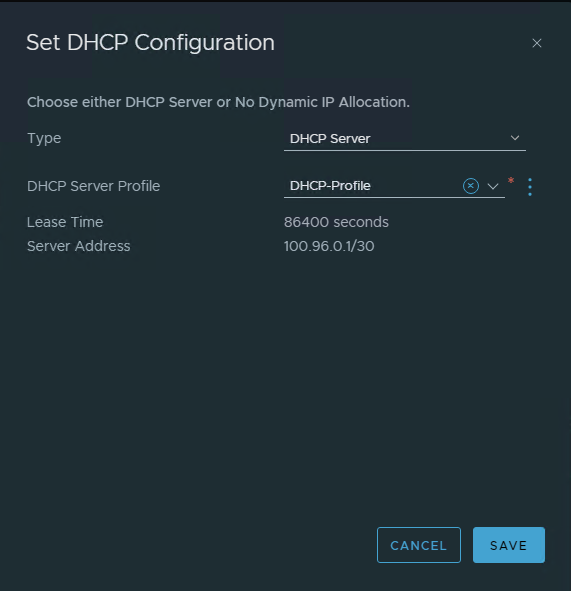 Set DHCP Configuration
Choose either DHCP Server or No Dynamic IP Allocation.
Type DHCP Server
DHCP Server Profile DHCP-Profile *
Lease Time 86400 seconds
Server Address 100.96.0.1/30
CANCEL SAVE